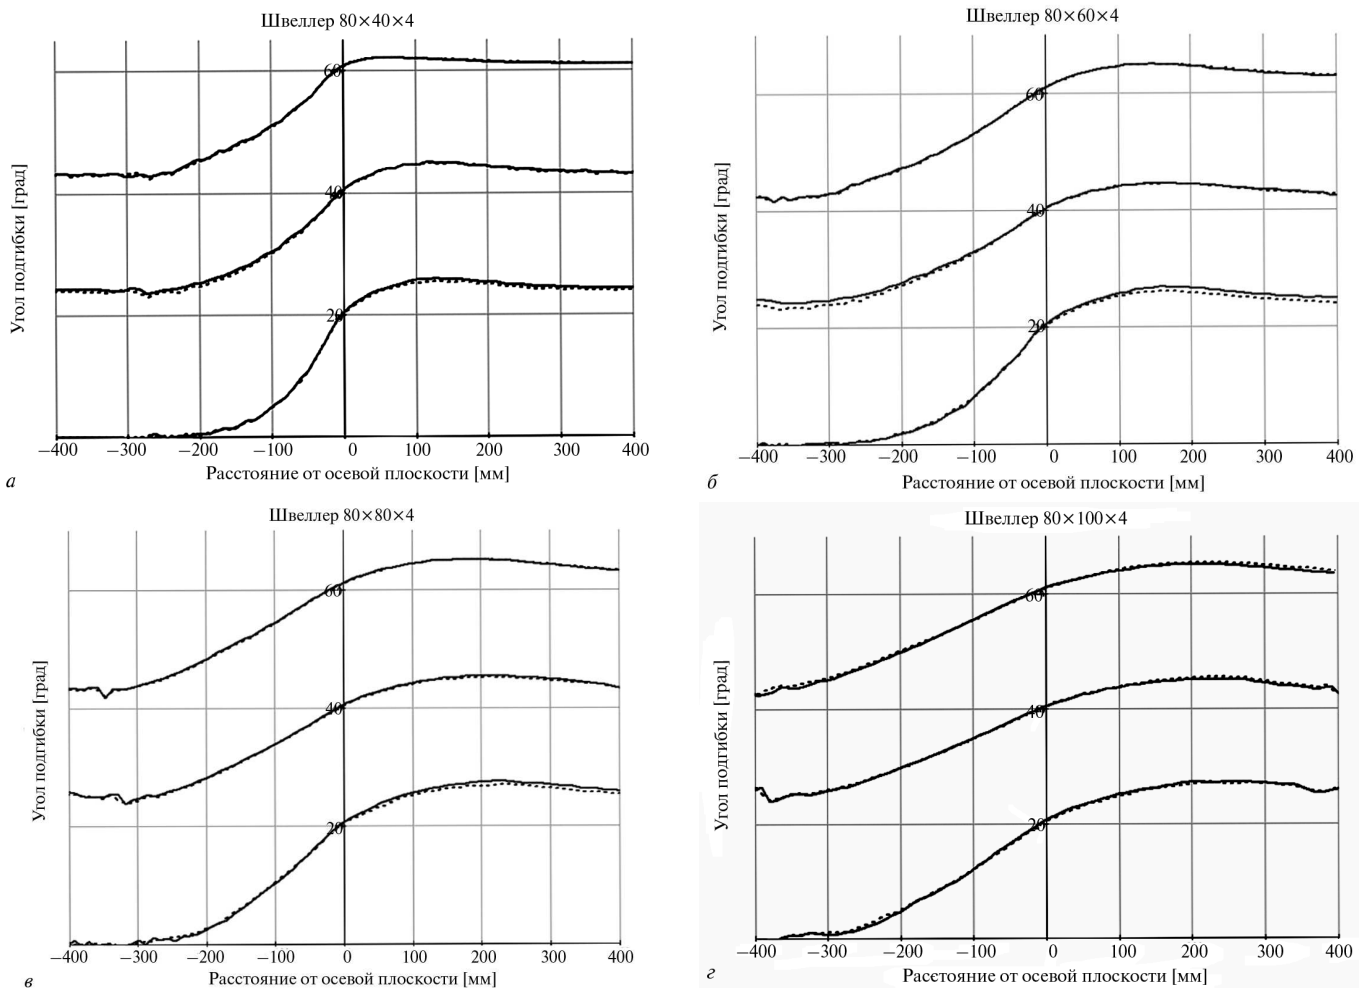 Швеллер 80×40×4
60
40
20
Угол подгибки [град]
−400 −300 −200 −100 0 100 200 300 400
Расстояние от осевой плоскости [мм]
а
Швеллер 80×60×4
60
40
20
Угол подгибки [град]
−400 −300 −200 −100 0 100 200 300 400
Расстояние от осевой плоскости [мм]
б
Швеллер 80×80×4
60
40
20
Угол подгибки [град]
−400 −300 −200 −100 0 100 200 300 400
Расстояние от осевой плоскости [мм]
в
Швеллер 80×100×4
60
40
20
Угол подгибки [град]
−400 −300 −200 −100 0 100 200 300 400
Расстояние от осевой плоскости [мм]
г